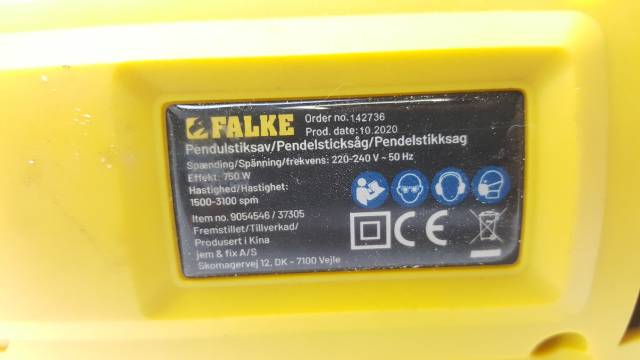 FALKE
Order no. 142736
Prod. date: 10.2020
Pendulstiksav/Pendelsticksåg/Pendelstikksag
Spænding/Spänning/frekvens: 220-240 V ~ 50 Hz
Effekt: 750 W
Hastighed/Hastighet:
1500-3100 spm
Item no. 9054546 / 37305
Fremstillet/Tillverkad/
Produsert i Kina
jem & fix A/S
Skomagervej 12, DK - 7100 Vejle
CE